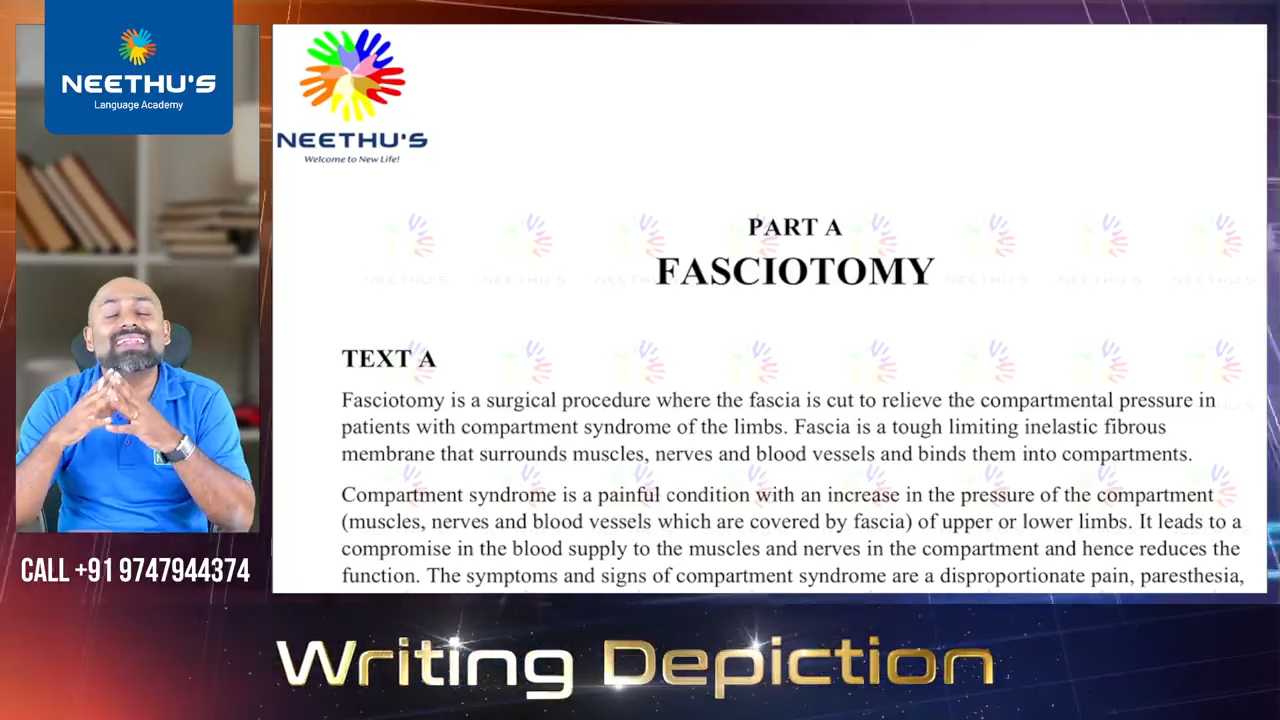 NEETHU'S
Language Academy
NEETHU'S
Welcome to New Life!
PART A
FASCIOTOMY
TEXT A
Fasciotomy is a surgical procedure where the fascia is cut to relieve the compartmental pressure in
patients with compartment syndrome of the limbs. Fascia is a tough limiting inelastic fibrous
membrane that surrounds muscles, nerves and blood vessels and binds them into compartments.
Compartment syndrome is a painful condition with an increase in the pressure of the compartment
(muscles, nerves and blood vessels which are covered by fascia) of upper or lower limbs. It leads to a
compromise in the blood supply to the muscles and nerves in the compartment and hence reduces the
function. The symptoms and signs of compartment syndrome are a disproportionate pain, paresthesia,
CALL +91 9747944374
Writing Depiction